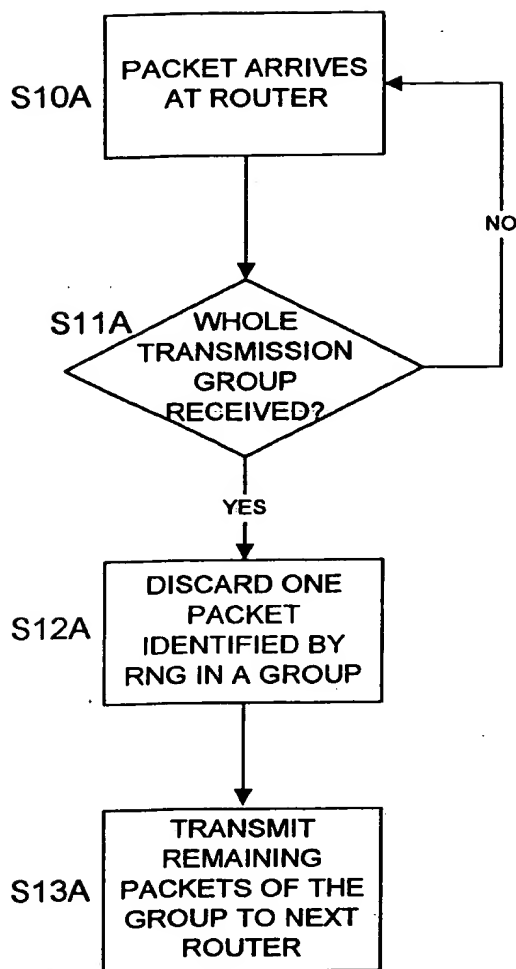 S10A
PACKET ARRIVES
AT ROUTER
NO
S11A
WHOLE
TRANSMISSION
GROUP
RECEIVED?
YES
S12A
DISCARD ONE
PACKET
IDENTIFIED BY
RNG IN A GROUP
S13A
TRANSMIT
REMAINING
PACKETS OF THE
GROUP TO NEXT
ROUTER